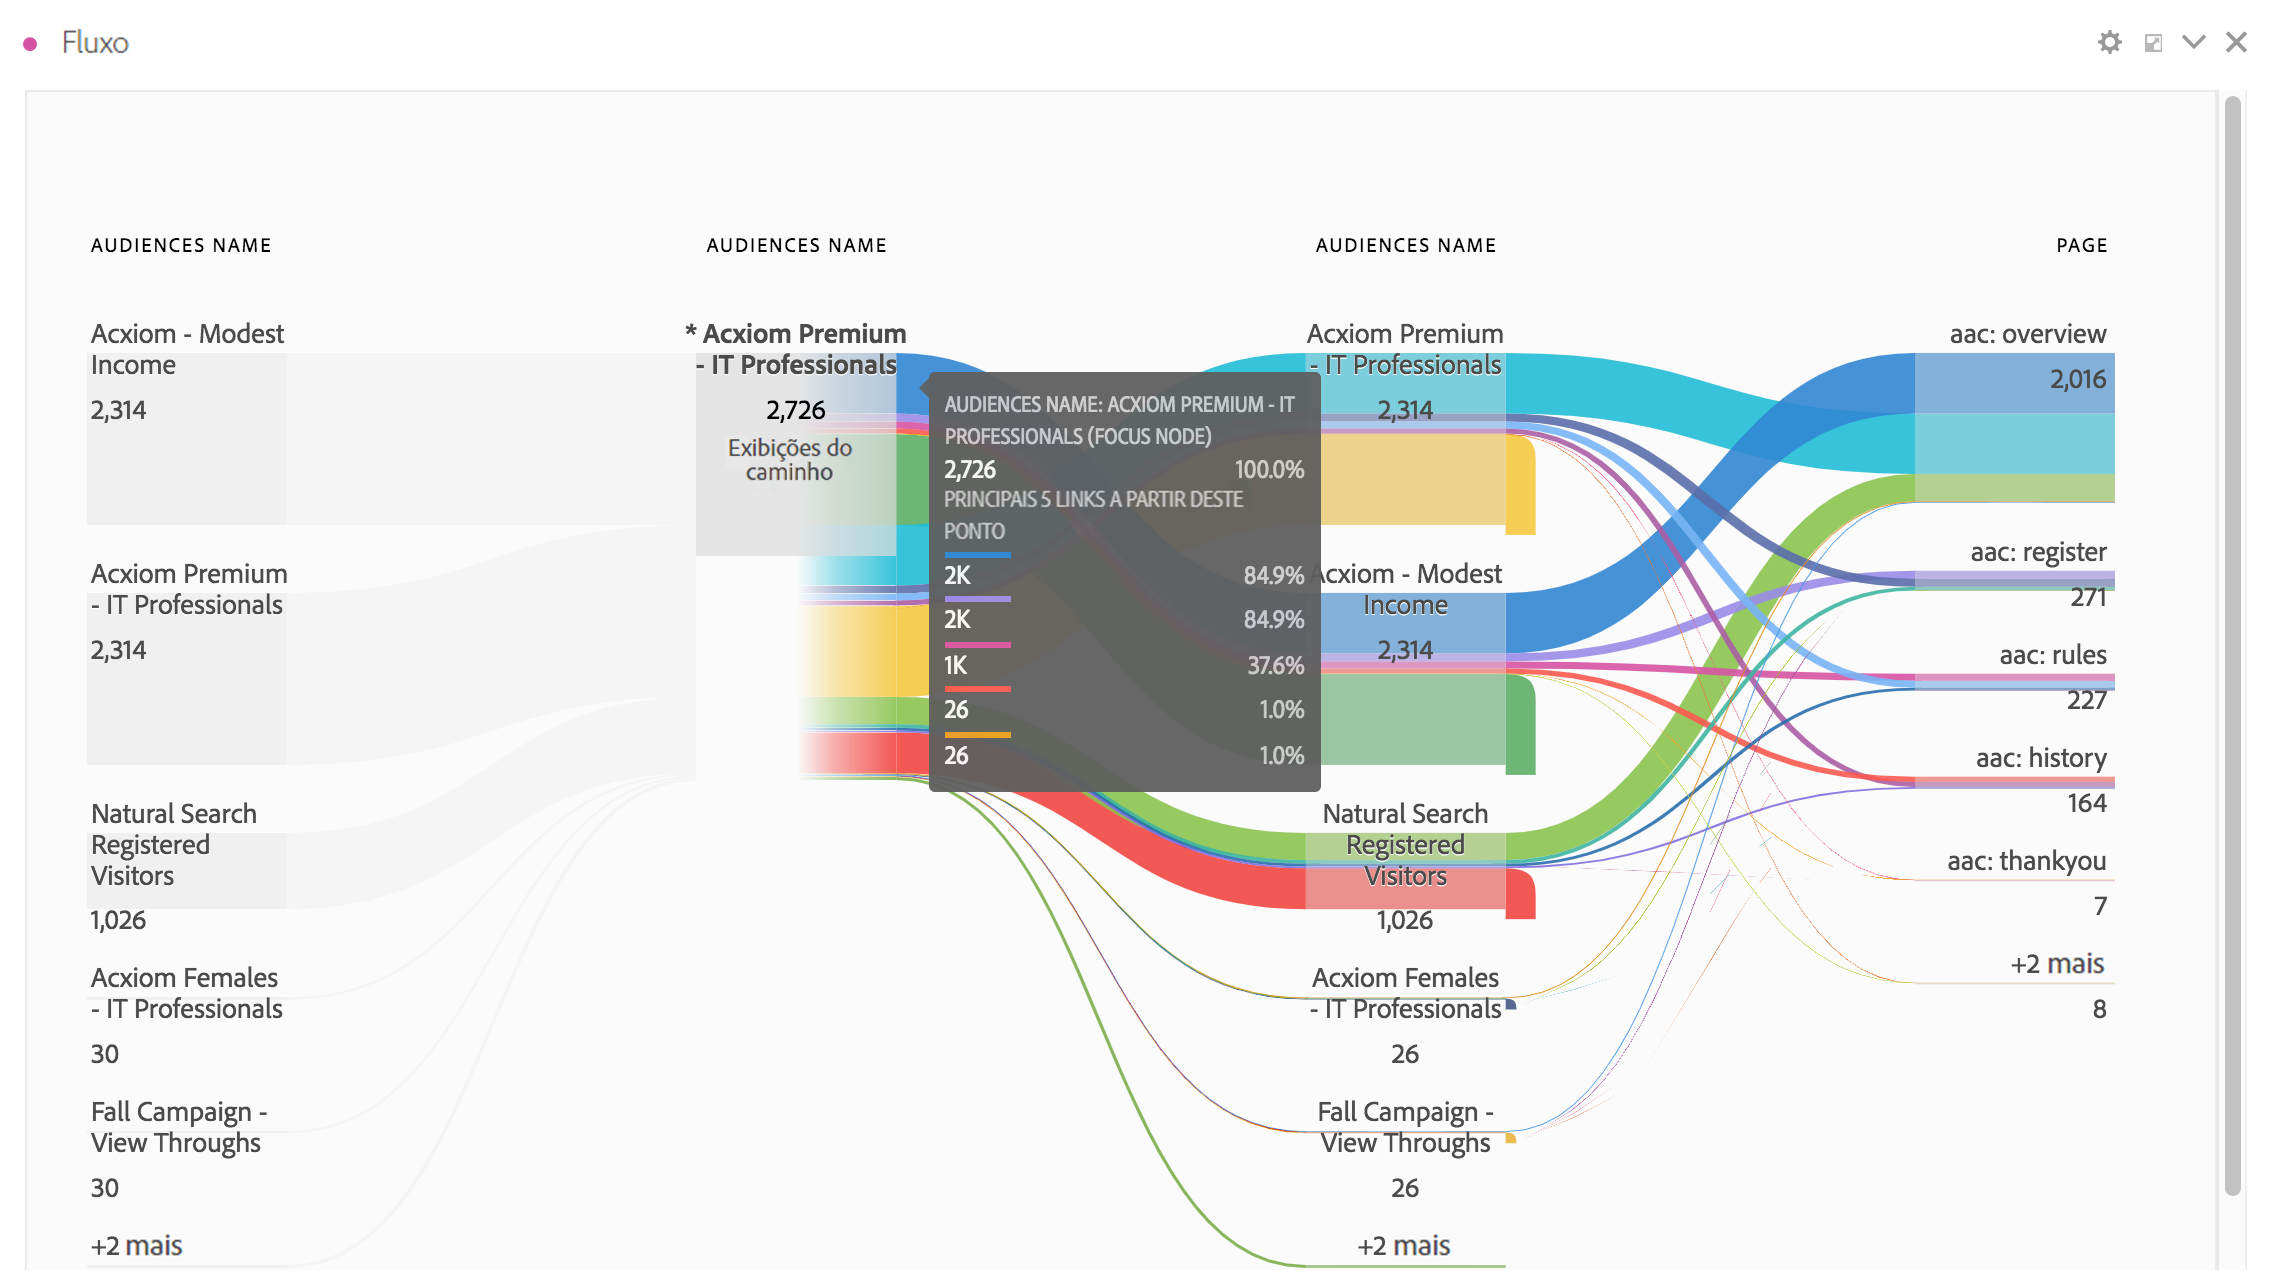 Fluxo
AUDIENCES NAME
AUDIENCES NAME
AUDIENCES NAME
PAGE
Acxiom - Modest
Income
2,314
Acxiom Premium
- IT Professionals
2,314
Natural Search
Registered
Visitors
1,026
Acxiom Females
- IT Professionals
30
Fall Campaign -
View Throughs
30
+2 mais
* Acxiom Premium
- IT Professionals
2,726
Exibições do
caminho
AUDIENCES NAME: ACXIOM PREMIUM - IT
PROFESSIONALS (FOCUS NODE)
2,726 100.0%
PRINCIPAIS 5 LINKS A PARTIR DESTE
PONTO
2K 84.9%
2K 84.9%
1K 37.6%
26 1.0%
26 1.0%
Acxiom Premium
- IT Professionals
2,314
Acxiom - Modest
Income
2,314
Natural Search
Registered
Visitors
1,026
Acxiom Females
- IT Professionals
26
Fall Campaign -
View Throughs
26
+2 mais
aac: overview
2,016
aac: register
271
aac: rules
227
aac: history
164
aac: thankyou
7
+2 mais
8